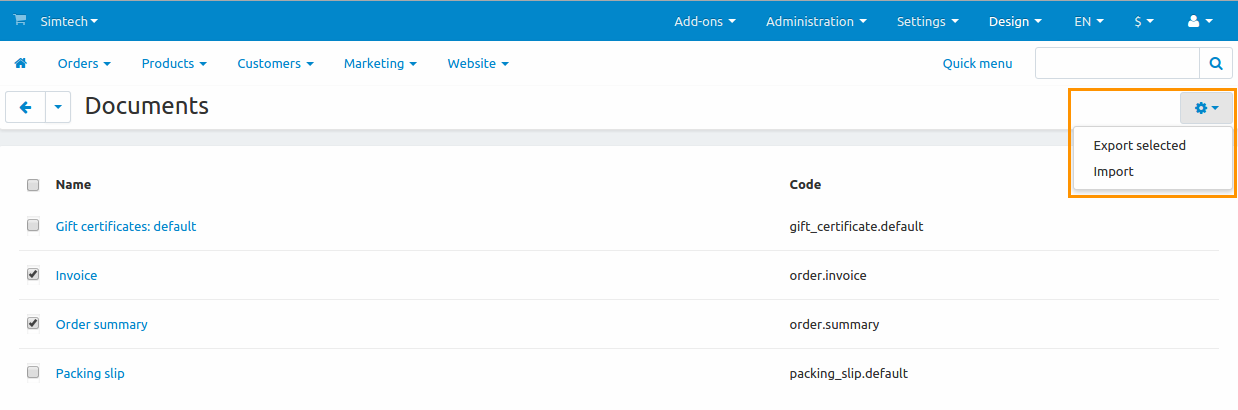 Simtech Add-ons Administration Settings Design EN $
Orders Products Customers Marketing Website Quick menu
Documents
Export selected
Import
Name Code
Gift certificates: default gift_certificate.default
Invoice order.invoice
Order summary order.summary
Packing slip packing_slip.default